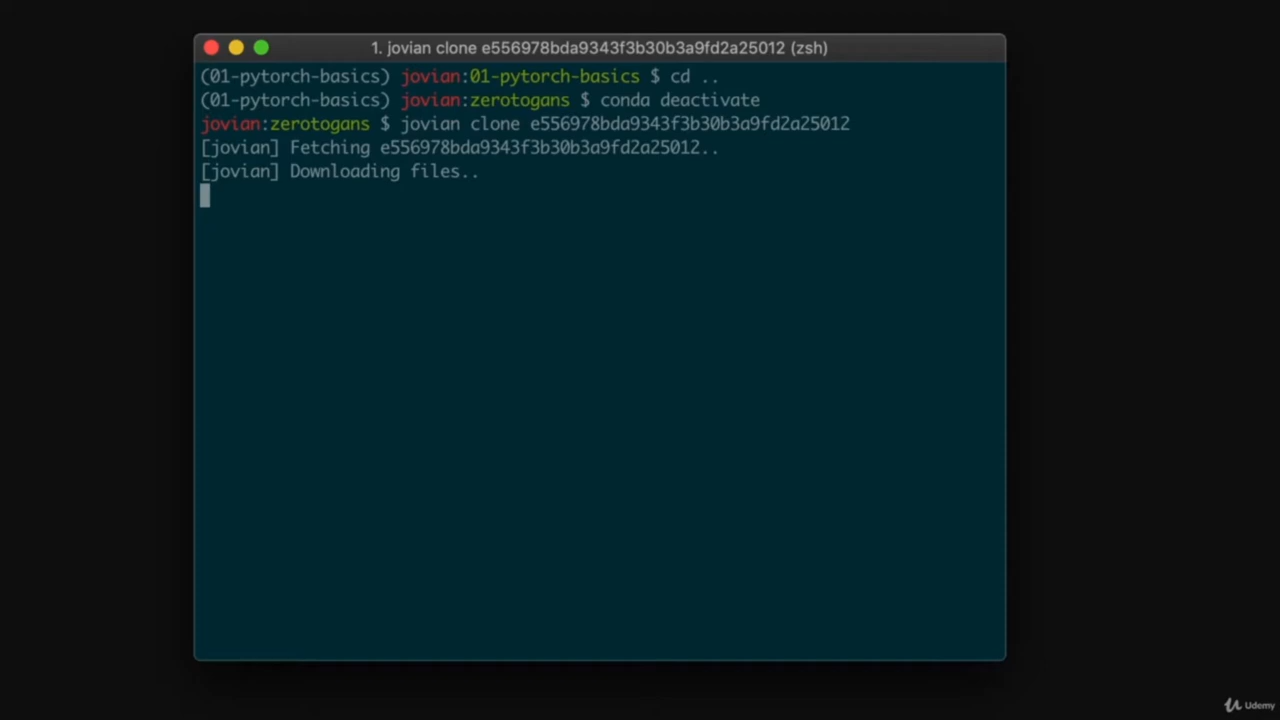 1. jovian clone e556978bda9343f3b30b3a9fd2a25012 (zsh)
(01-pytorch-basics) jovian:01-pytorch-basics $ cd ..
(01-pytorch-basics) jovian:zerotogans $ conda deactivate
jovian:zerotogans $ jovian clone e556978bda9343f3b30b3a9fd2a25012
[jovian] Fetching e556978bda9343f3b30b3a9fd2a25012..
[jovian] Downloading files..
Udemy